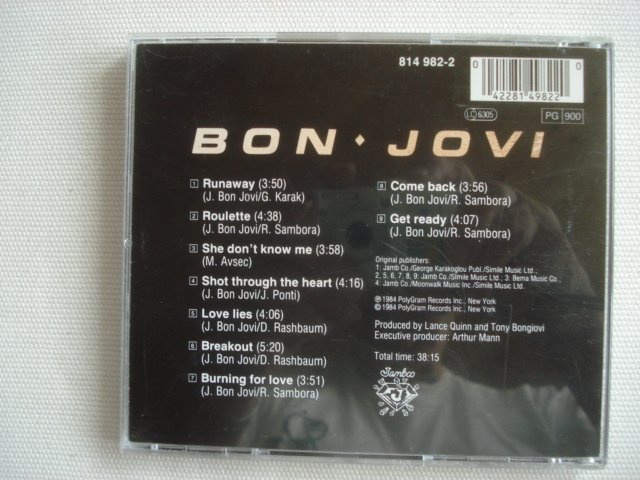 814 982-2
0 0
42281 49822
LC 6305
PG 900
BON • JOVI
1 Runaway (3:50)
(J. Bon Jovi/G. Karak)
2 Roulette (4:38)
(J. Bon Jovi/R. Sambora)
3 She don't know me (3:58)
(M. Avsec)
4 Shot through the heart (4:16)
(J. Bon Jovi/J. Ponti)
5 Love lies (4:06)
(J. Bon Jovi/D. Rashbaum)
6 Breakout (5:20)
(J. Bon Jovi/D. Rashbaum)
7 Burning for love (3:51)
(J. Bon Jovi/R. Sambora)
8 Come back (3:56)
(J. Bon Jovi/R. Sambora)
9 Get ready (4:07)
(J. Bon Jovi/R. Sambora)
Original publishers:
1: Jamb Co./George Karakoglou Publ./Simile Music Ltd.;
2, 5, 6, 7, 8, 9: Jamb Co./Simile Music Ltd.; 3: Bema Music Co.;
4: Jamb Co./Moonwalk Music Inc./Simile Music Ltd.
℗ 1984 PolyGram Records Inc., New York
© 1984 PolyGram Records Inc., New York
Produced by Lance Quinn and Tony Bongiovi
Executive producer: Arthur Mann
Total time: 38:15
Jambco
J